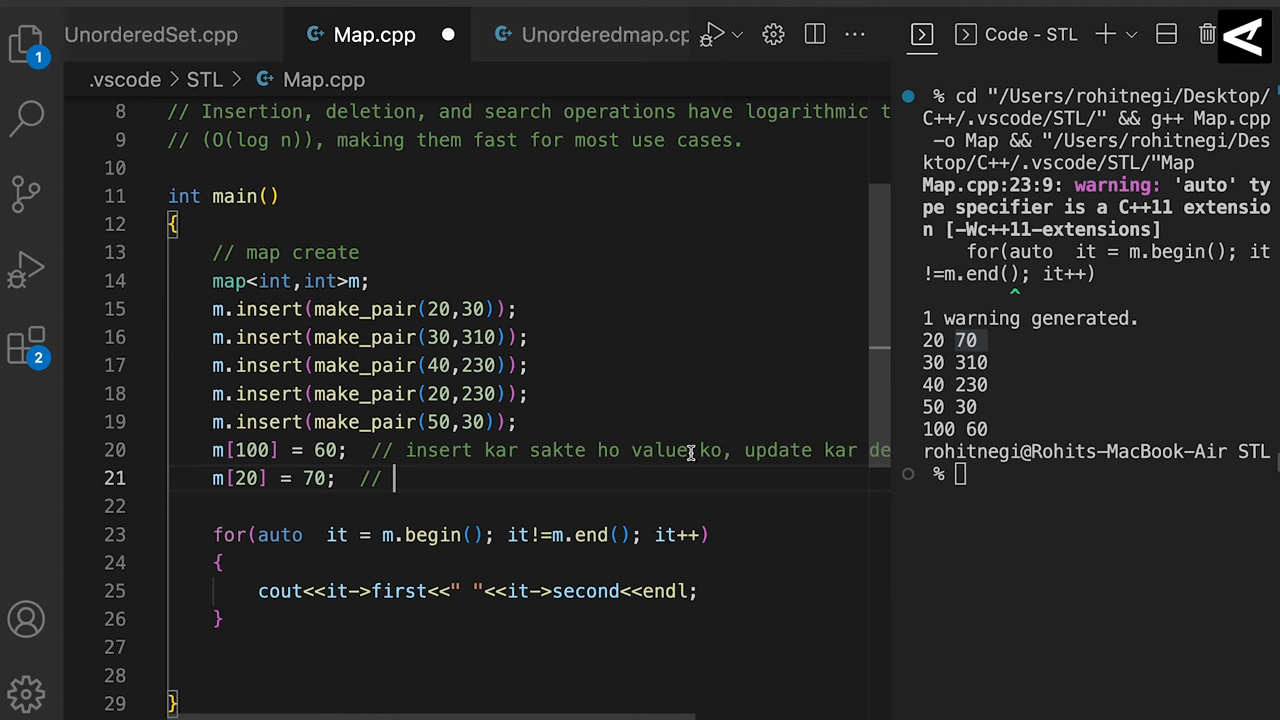 UnorderedSet.cpp
Map.cpp
Unorderedmap.cp
Code - STL
.vscode > STL > Map.cpp
8 // Insertion, deletion, and search operations have logarithmic t
9 // (O(log n)), making them fast for most use cases.
10
11 int main()
12 {
13 // map create
14 map<int,int>m;
15 m.insert(make_pair(20,30));
16 m.insert(make_pair(30,310));
17 m.insert(make_pair(40,230));
18 m.insert(make_pair(20,230));
19 m.insert(make_pair(50,30));
20 m[100] = 60;  // insert kar sakte ho value ko, update kar de
21 m[20] = 70;  //
22
23 for(auto  it = m.begin(); it!=m.end(); it++)
24 {
25 cout<<it->first<<" "<<it->second<<endl;
26 }
27
28
29 }
1
2
% cd "/Users/rohitnegi/Desktop/
C++/.vscode/STL/" && g++ Map.cpp
-o Map && "/Users/rohitnegi/Des
ktop/C++/.vscode/STL/"Map
Map.cpp:23:9: warning: 'auto' ty
pe specifier is a C++11 extensio
n [-Wc++11-extensions]
for(auto  it = m.begin(); it
!=m.end(); it++)
^
1 warning generated.
20 70
30 310
40 230
50 30
100 60
rohitnegi@Rohits-MacBook-Air STL
%